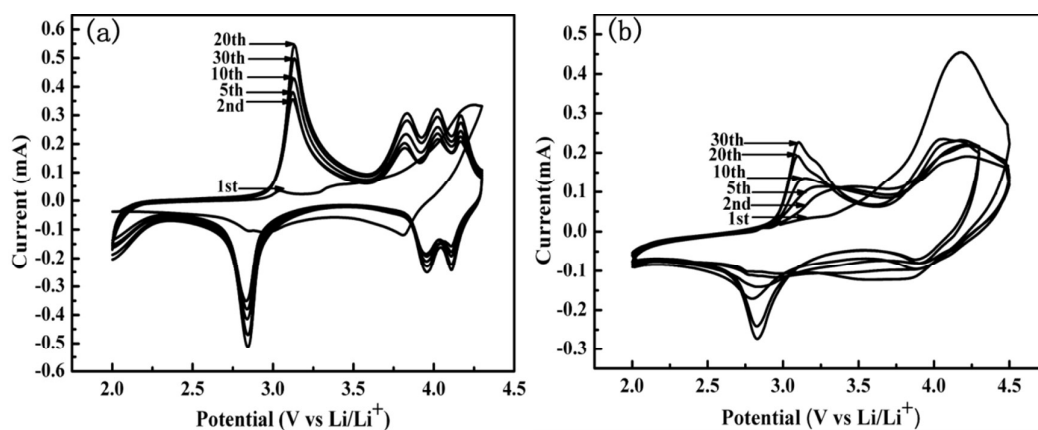 (a)
0.6
0.5
0.4
0.3
0.2
0.1
0.0
-0.1
-0.2
-0.3
-0.4
-0.5
-0.6
Current (mA)
20th
30th
10th
5th
2nd
1st
2.0 2.5 3.0 3.5 4.0 4.5
Potential (V vs Li/Li⁺)
(b)
0.5
0.4
0.3
0.2
0.1
0.0
-0.1
-0.2
-0.3
Current(mA)
30th
20th
10th
5th
2nd
1st
2.0 2.5 3.0 3.5 4.0 4.5
Potential (V vs Li/Li⁺)